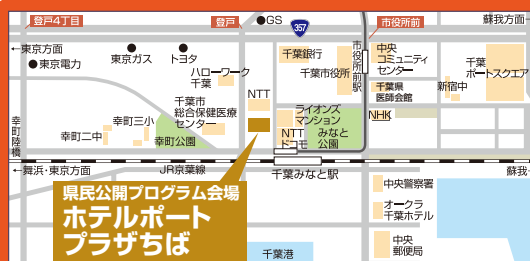 登戸4丁目
登戸
●GS
357
市役所前
蘇我方面→
←東京方面
●東京電力
東京ガス
トヨタ
ハローワーク
千葉
千葉市
総合保健医療
センター
NTT
千葉銀行
千葉市役所
市役所前駅
中央
コミュニティ
センター
千葉県
医師会館
新宿中
千葉
ポートスクエア
NHK
ライオンズ
マンション
NTT
ドコモ
みなと
公園
幸町陸橋
幸町二中
幸町三小
幸町公園
←舞浜・東京方面
JR京葉線
千葉みなと駅
蘇我→
県民公開プログラム会場
ホテルポート
プラザちば
中央警察署
オークラ
千葉ホテル
中央
郵便局
千葉港